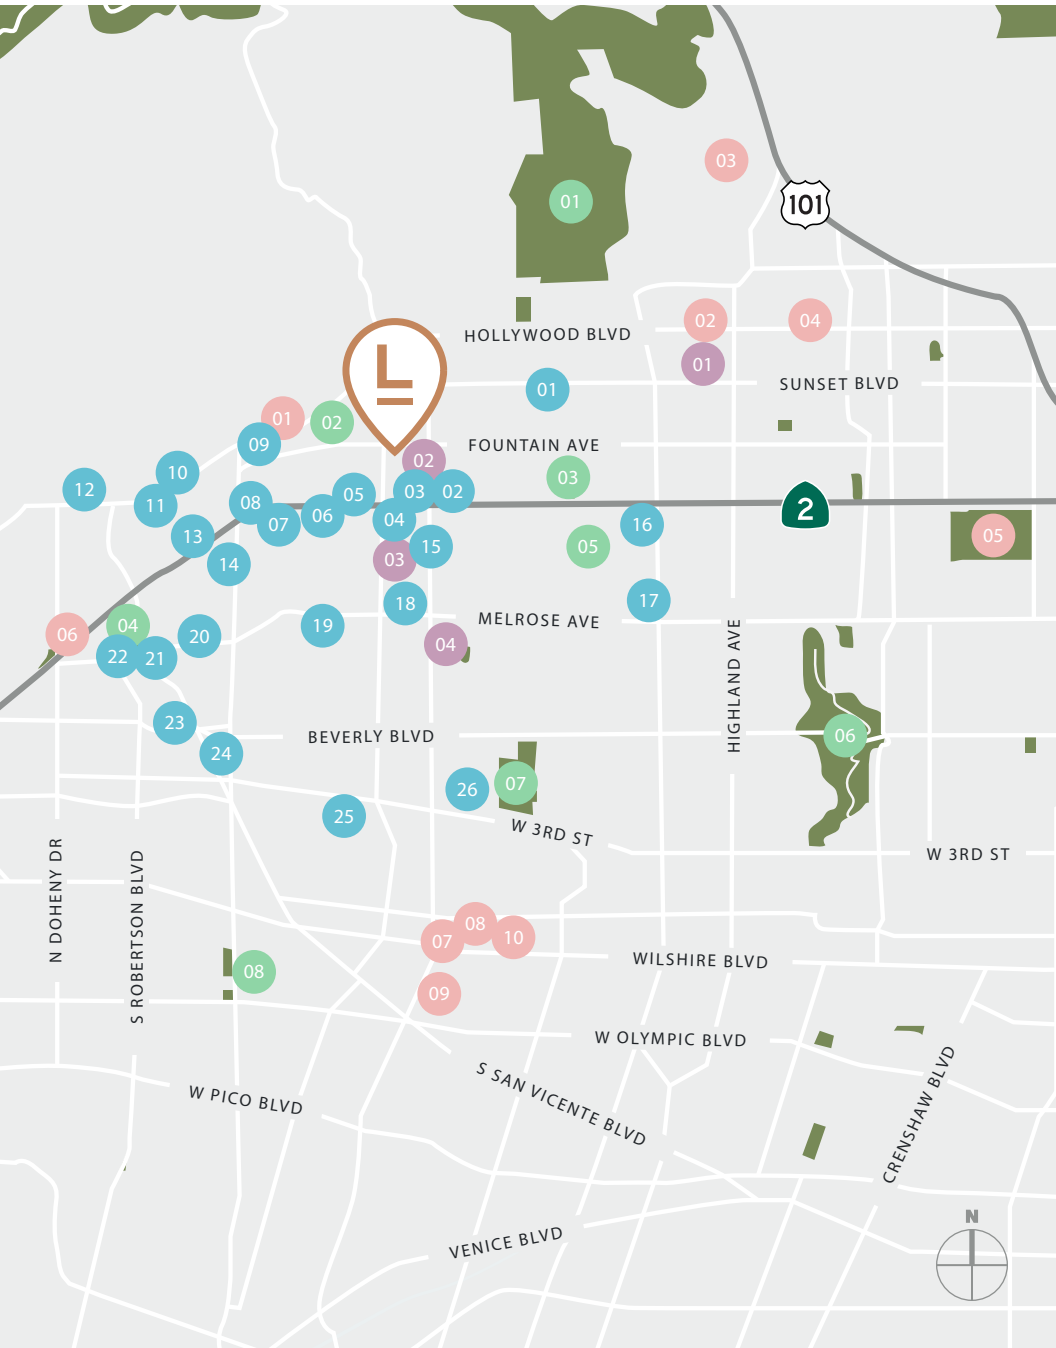 03
101
01
02
04
HOLLYWOOD BLVD
01
SUNSET BLVD
L
01
01
02
09
FOUNTAIN AVE
02
10
03
12
11
08
05
03
02
06
2
07
04
16
13
05
15
05
14
03
17
18
MELROSE AVE
19
04
06
20
04
22
21
HIGHLAND AVE
23
BEVERLY BLVD
06
24
26
07
25
W 3RD ST
W 3RD ST
N DOHENY DR
S ROBERTSON BLVD
08
07
10
WILSHIRE BLVD
08
09
W OLYMPIC BLVD
W PICO BLVD
S SAN VICENTE BLVD
CRENSHAW BLVD
VENICE BLVD
N